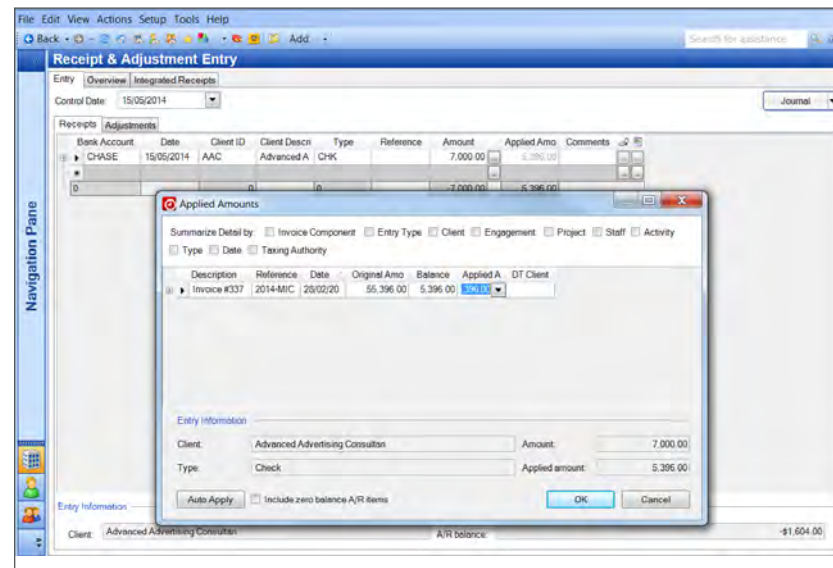 File Edit View Actions Setup Tools Help
Back Add Search for assistance
Receipt & Adjustment Entry
Entry Overview Integrated Receipts
Control Date: 15/05/2014 Journal
Receipts Adjustments
Bank Account Date Client ID Client Descri Type Reference Amount Applied Amo Comments
CHASE 15/05/2014 AAC Advanced A CHK 7,000.00 5,396.00
0 0 0 -7,000.00 5,396.00
Navigation Pane
Applied Amounts
Summarize Detail by: Invoice Component Entry Type Client Engagement Project Staff Activity
Type Date Taxing Authority
Description Reference Date Original Amo Balance Applied A DT Client
Invoice #337 2014-MIC 28/02/20 55,396.00 5,396.00 396.00
Entry Information
Client: Advanced Advertising Consultan Amount: 7,000.00
Type: Check Applied amount: 5,396.00
Auto Apply Include zero balance A/R items OK Cancel
Entry Information
Client: Advanced Advertising Consultan A/R balance: -$1,604.00